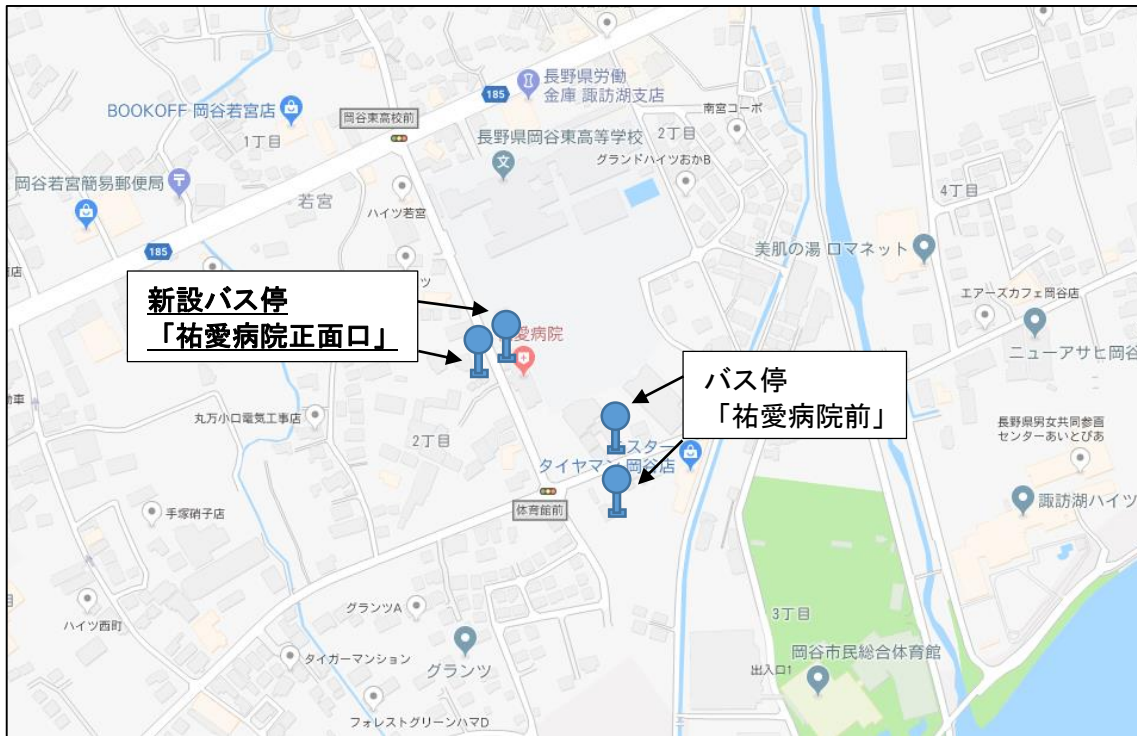 長野県労働
金庫 諏訪湖支店
185
BOOKOFF 岡谷若宮店
1丁目
岡谷東高校前
南宮コーポ
2丁目
長野県岡谷東高等学校
文
グランドハイツおかB
岡谷若宮簡易郵便局
若宮
ハイツ若宮
4丁目
185
美肌の湯 ロマネット
店
ツ
新設バス停
「祐愛病院正面口」
エアーズカフェ岡谷店
愛病院
ニューアサヒ岡谷
バス停
「祐愛病院前」
動車
丸万小口電気工事店
2丁目
スター
タイヤマン 岡谷店
長野県男女共同参画
センターあいとぴあ
体育館前
手塚硝子店
諏訪湖ハイツ
グランツA
3丁目
ハイツ西町
タイガーマンション
グランツ
岡谷市民総合体育館
出入口1
フォレストグリーンハマD